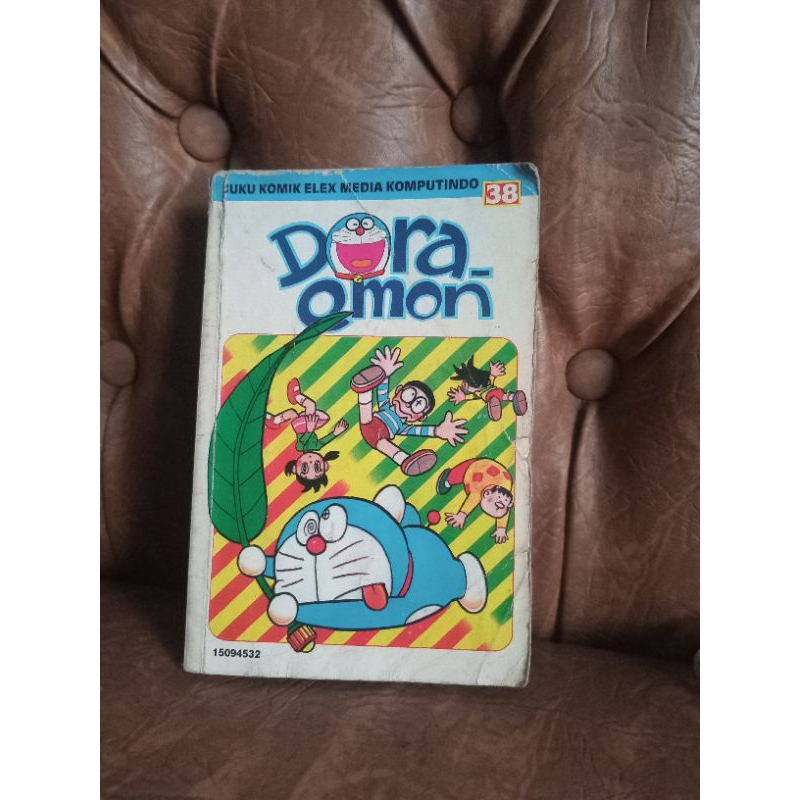 BUKU KOMIK ELEX MEDIA KOMPUTINDO 38
Dora-
emon
15094532